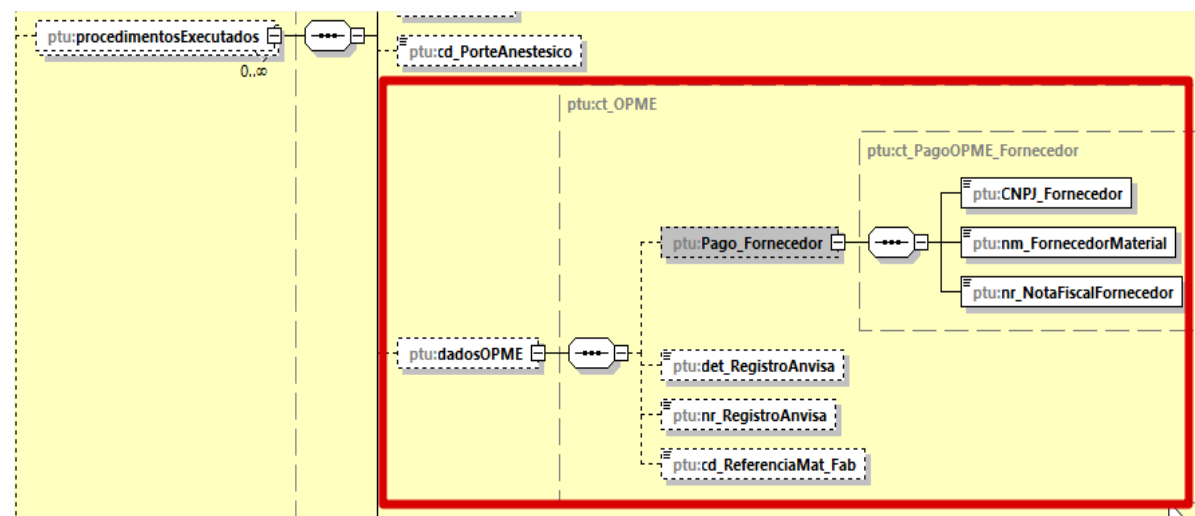 ptu:procedimentosExecutados
0..∞
ptu:cd_PorteAnestesico
ptu:ct_OPME
ptu:ct_PagoOPME_Fornecedor
ptu:CNPJ_Fornecedor
ptu:Pago_Fornecedor
ptu:nm_FornecedorMaterial
ptu:nr_NotaFiscalFornecedor
ptu:dadosOPME
ptu:det_RegistroAnvisa
ptu:nr_RegistroAnvisa
ptu:cd_ReferenciaMat_Fab